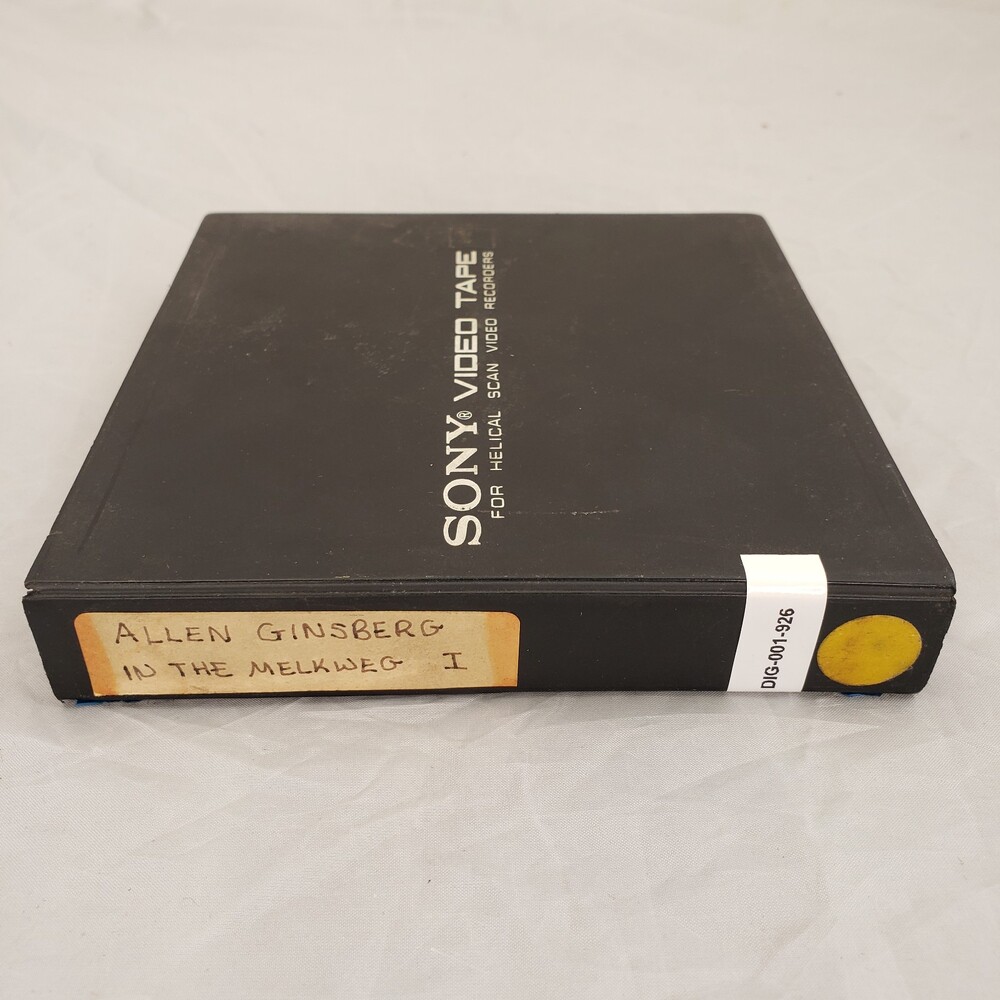 SONY® VIDEO TAPE
FOR HELICAL SCAN VIDEO RECORDERS
ALLEN GINSBERG
IN THE MELKWEG I
DIG-001-926